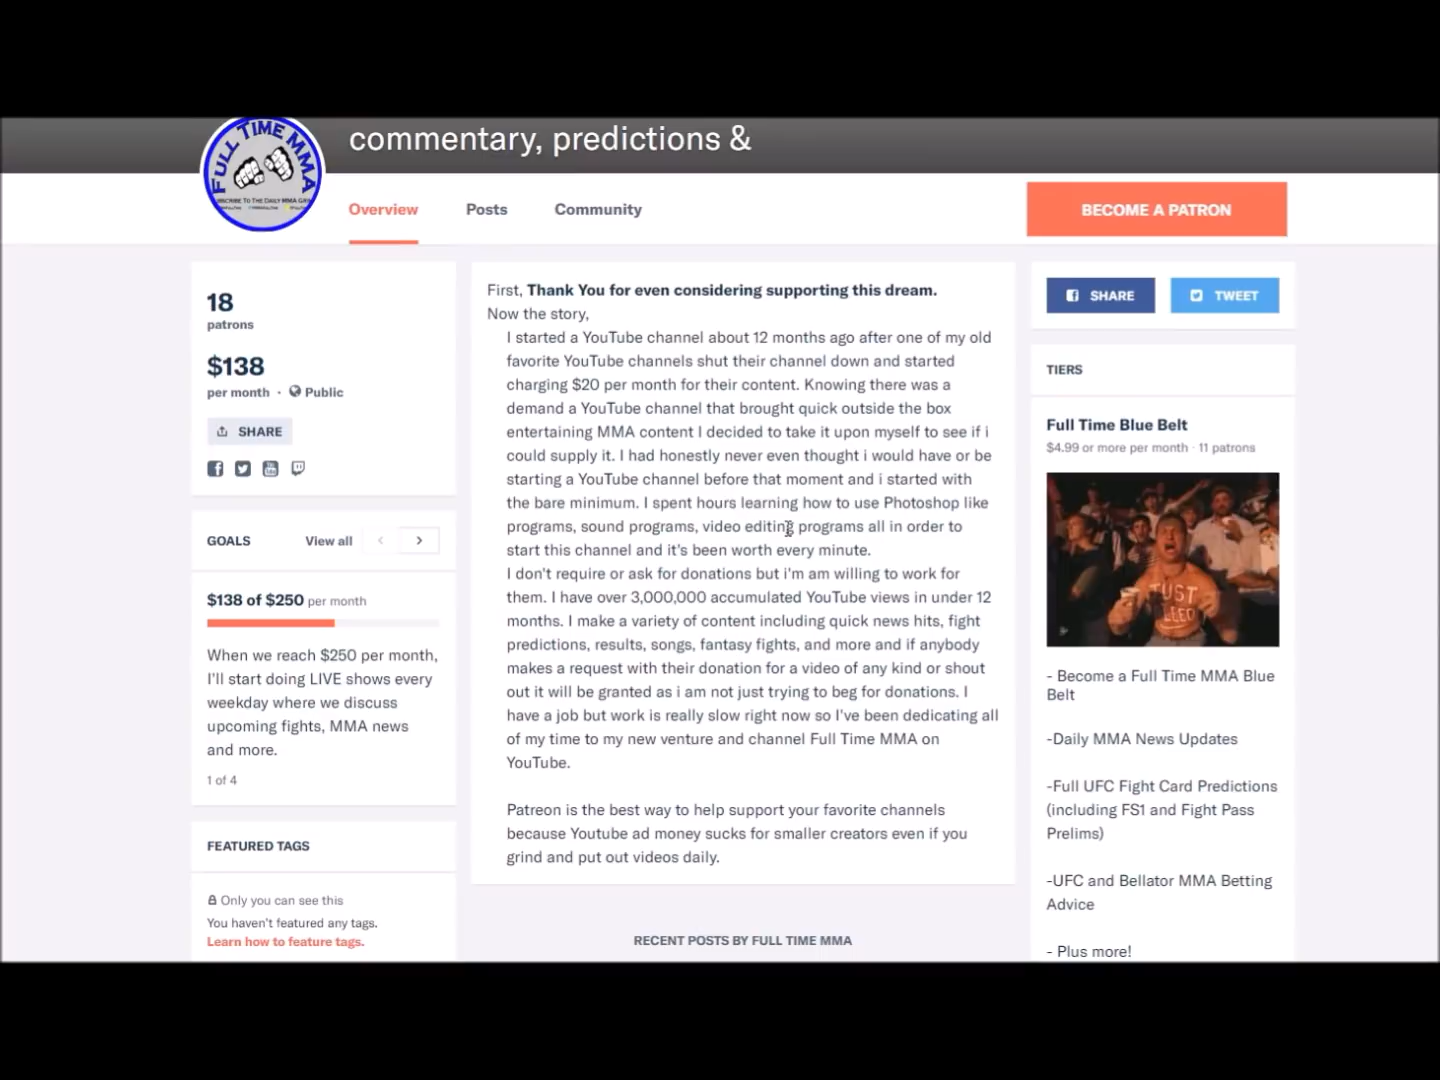 commentary, predictions &
FULL TIME MMA
Overview
Posts
Community
BECOME A PATRON
18
patrons
$138
per month · Public
SHARE
GOALS
View all
$138 of $250 per month
When we reach $250 per month,
I'll start doing LIVE shows every
weekday where we discuss
upcoming fights, MMA news
and more.
1 of 4
FEATURED TAGS
Only you can see this
You haven't featured any tags.
Learn how to feature tags.
First, Thank You for even considering supporting this dream.
Now the story,
I started a YouTube channel about 12 months ago after one of my old
favorite YouTube channels shut their channel down and started
charging $20 per month for their content. Knowing there was a
demand a YouTube channel that brought quick outside the box
entertaining MMA content I decided to take it upon myself to see if i
could supply it. I had honestly never even thought i would have or be
starting a YouTube channel before that moment and i started with
the bare minimum. I spent hours learning how to use Photoshop like
programs, sound programs, video editing programs all in order to
start this channel and it's been worth every minute.
I don't require or ask for donations but i'm am willing to work for
them. I have over 3,000,000 accumulated YouTube views in under 12
months. I make a variety of content including quick news hits, fight
predictions, results, songs, fantasy fights, and more and if anybody
makes a request with their donation for a video of any kind or shout
out it will be granted as i am not just trying to beg for donations. I
have a job but work is really slow right now so I've been dedicating all
of my time to my new venture and channel Full Time MMA on
YouTube.
Patreon is the best way to help support your favorite channels
because Youtube ad money sucks for smaller creators even if you
grind and put out videos daily.
RECENT POSTS BY FULL TIME MMA
SHARE
TWEET
TIERS
Full Time Blue Belt
$4.99 or more per month · 11 patrons
- Become a Full Time MMA Blue
Belt
-Daily MMA News Updates
-Full UFC Fight Card Predictions
(including FS1 and Fight Pass
Prelims)
-UFC and Bellator MMA Betting
Advice
- Plus more!